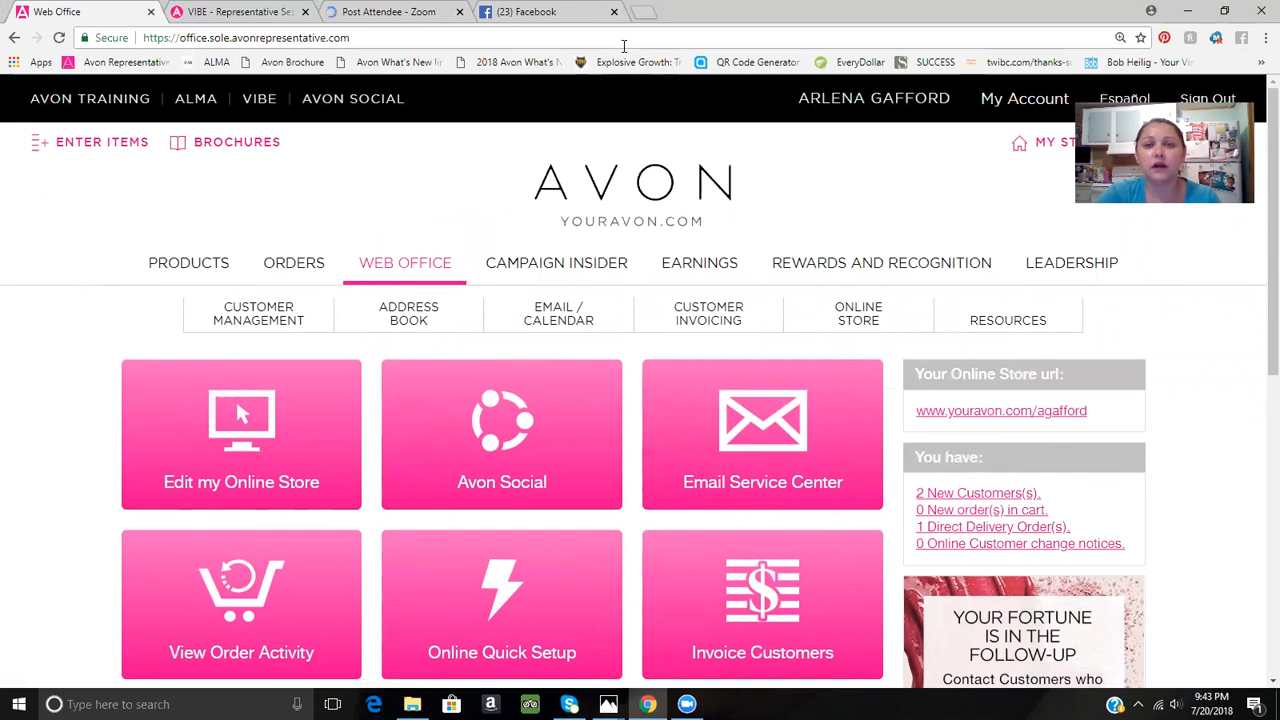 Web Office
VIBE - Representative Se
Post Attendee - Zoom
(23) Facebook
Secure
https://office.sole.avonrepresentative.com
Apps
Avon Representative
ALMA
Avon Brochure
Avon What's New
2018 Avon What's N
Explosive Growth:
QR Code Generator
EveryDollar
SUCCESS
twibc.com/thanks-s
Bob Heilig - Your Vi
AVON TRAINING
ALMA
VIBE
AVON SOCIAL
ARLENA GAFFORD
My Account
Español
Sign Out
ENTER ITEMS
BROCHURES
MY ST
AVON
YOURAVON.COM
PRODUCTS
ORDERS
WEB OFFICE
CAMPAIGN INSIDER
EARNINGS
REWARDS AND RECOGNITION
LEADERSHIP
CUSTOMER
MANAGEMENT
ADDRESS
BOOK
EMAIL /
CALENDAR
CUSTOMER
INVOICING
ONLINE
STORE
RESOURCES
Edit my Online Store
Avon Social
Email Service Center
View Order Activity
Online Quick Setup
Invoice Customers
Your Online Store url:
www.youravon.com/agafford
You have:
2 New Customers(s).
0 New order(s) in cart.
1 Direct Delivery Order(s).
0 Online Customer change notices.
YOUR FORTUNE
IS IN THE
FOLLOW-UP
Contact Customers who
Type here to search
9:43 PM
7/20/2018